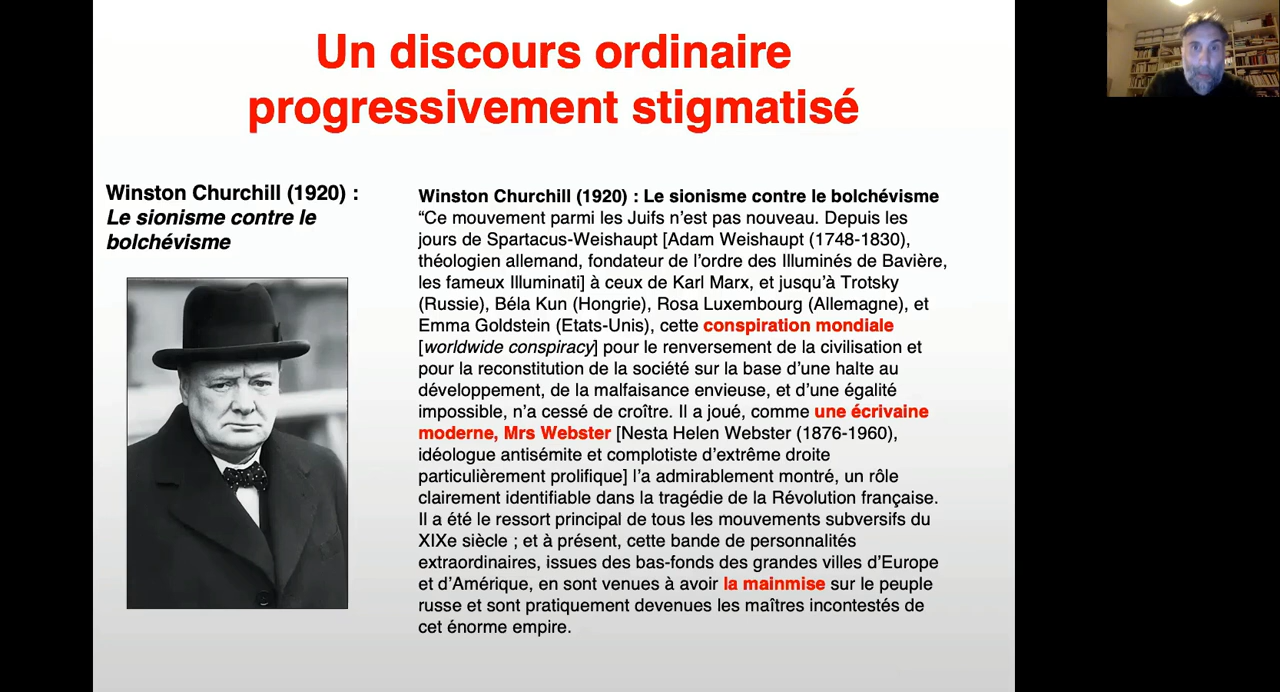 Un discours ordinaire
progressivement stigmatisé
Winston Churchill (1920) :
Le sionisme contre le
bolchévisme
Winston Churchill (1920) : Le sionisme contre le bolchévisme
“Ce mouvement parmi les Juifs n’est pas nouveau. Depuis les
jours de Spartacus-Weishaupt [Adam Weishaupt (1748-1830),
théologien allemand, fondateur de l’ordre des Illuminés de Bavière,
les fameux Illuminati] à ceux de Karl Marx, et jusqu’à Trotsky
(Russie), Béla Kun (Hongrie), Rosa Luxembourg (Allemagne), et
Emma Goldstein (Etats-Unis), cette conspiration mondiale
[worldwide conspiracy] pour le renversement de la civilisation et
pour la reconstitution de la société sur la base d’une halte au
développement, de la malfaisance envieuse, et d’une égalité
impossible, n’a cessé de croître. Il a joué, comme une écrivaine
moderne, Mrs Webster [Nesta Helen Webster (1876-1960),
idéologue antisémite et complotiste d’extrême droite
particulièrement prolifique] l’a admirablement montré, un rôle
clairement identifiable dans la tragédie de la Révolution française.
Il a été le ressort principal de tous les mouvements subversifs du
XIXe siècle ; et à présent, cette bande de personnalités
extraordinaires, issues des bas-fonds des grandes villes d’Europe
et d’Amérique, en sont venues à avoir la mainmise sur le peuple
russe et sont pratiquement devenues les maîtres incontestés de
cet énorme empire.